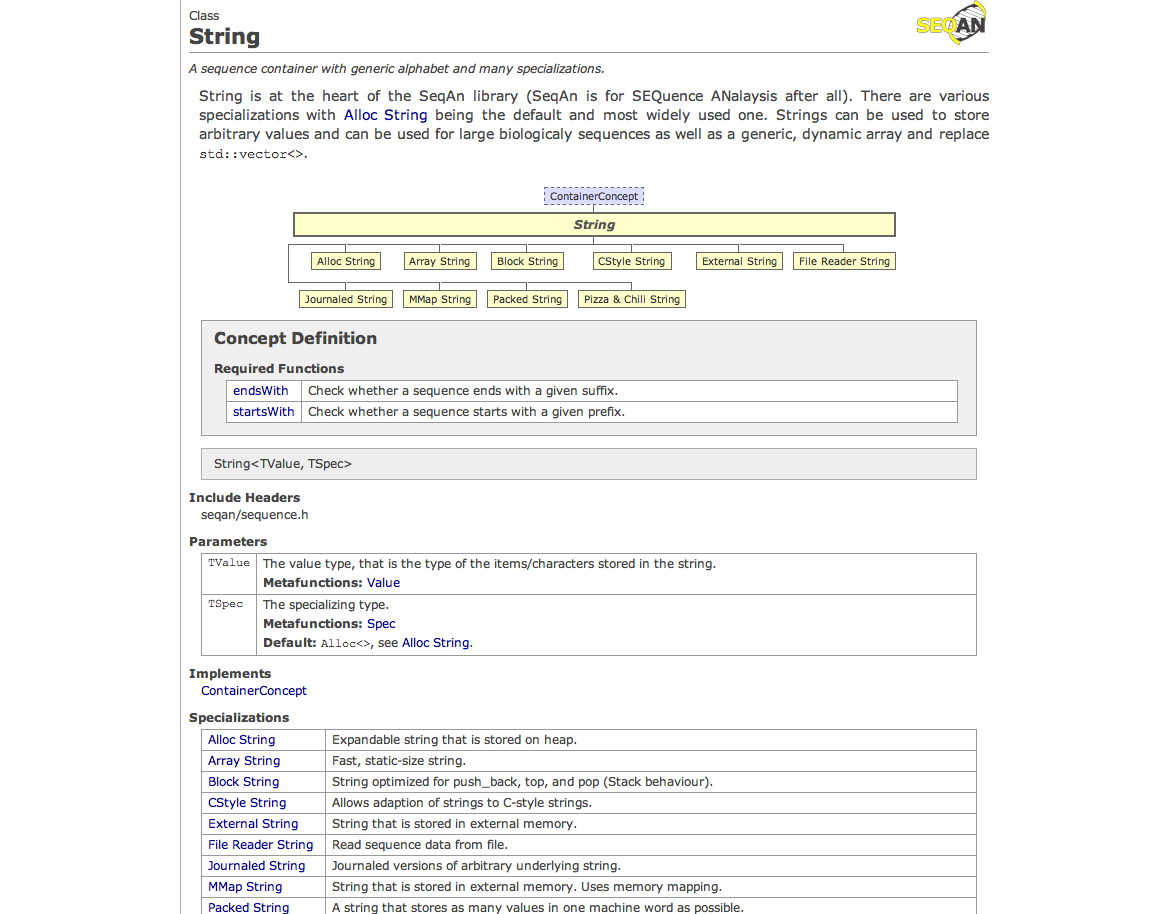 Class
String
SEQAN
A sequence container with generic alphabet and many specializations.
String is at the heart of the SeqAn library (SeqAn is for SEQuence ANalaysis after all). There are various
specializations with Alloc String being the default and most widely used one. Strings can be used to store
arbitrary values and can be used for large biologicaly sequences as well as a generic, dynamic array and replace
std::vector<>.
ContainerConcept
String
Alloc String Array String Block String CStyle String External String File Reader String
Journaled String MMap String Packed String Pizza & Chili String
Concept Definition
Required Functions
endsWith Check whether a sequence ends with a given suffix.
startsWith Check whether a sequence starts with a given prefix.
String<TValue, TSpec>
Include Headers
seqan/sequence.h
Parameters
TValue The value type, that is the type of the items/characters stored in the string.
Metafunctions: Value
TSpec The specializing type.
Metafunctions: Spec
Default: Alloc<>, see Alloc String.
Implements
ContainerConcept
Specializations
Alloc String Expandable string that is stored on heap.
Array String Fast, static-size string.
Block String String optimized for push_back, top, and pop (Stack behaviour).
CStyle String Allows adaption of strings to C-style strings.
External String String that is stored in external memory.
File Reader String Read sequence data from file.
Journaled String Journaled versions of arbitrary underlying string.
MMap String String that is stored in external memory. Uses memory mapping.
Packed String A string that stores as many values in one machine word as possible.